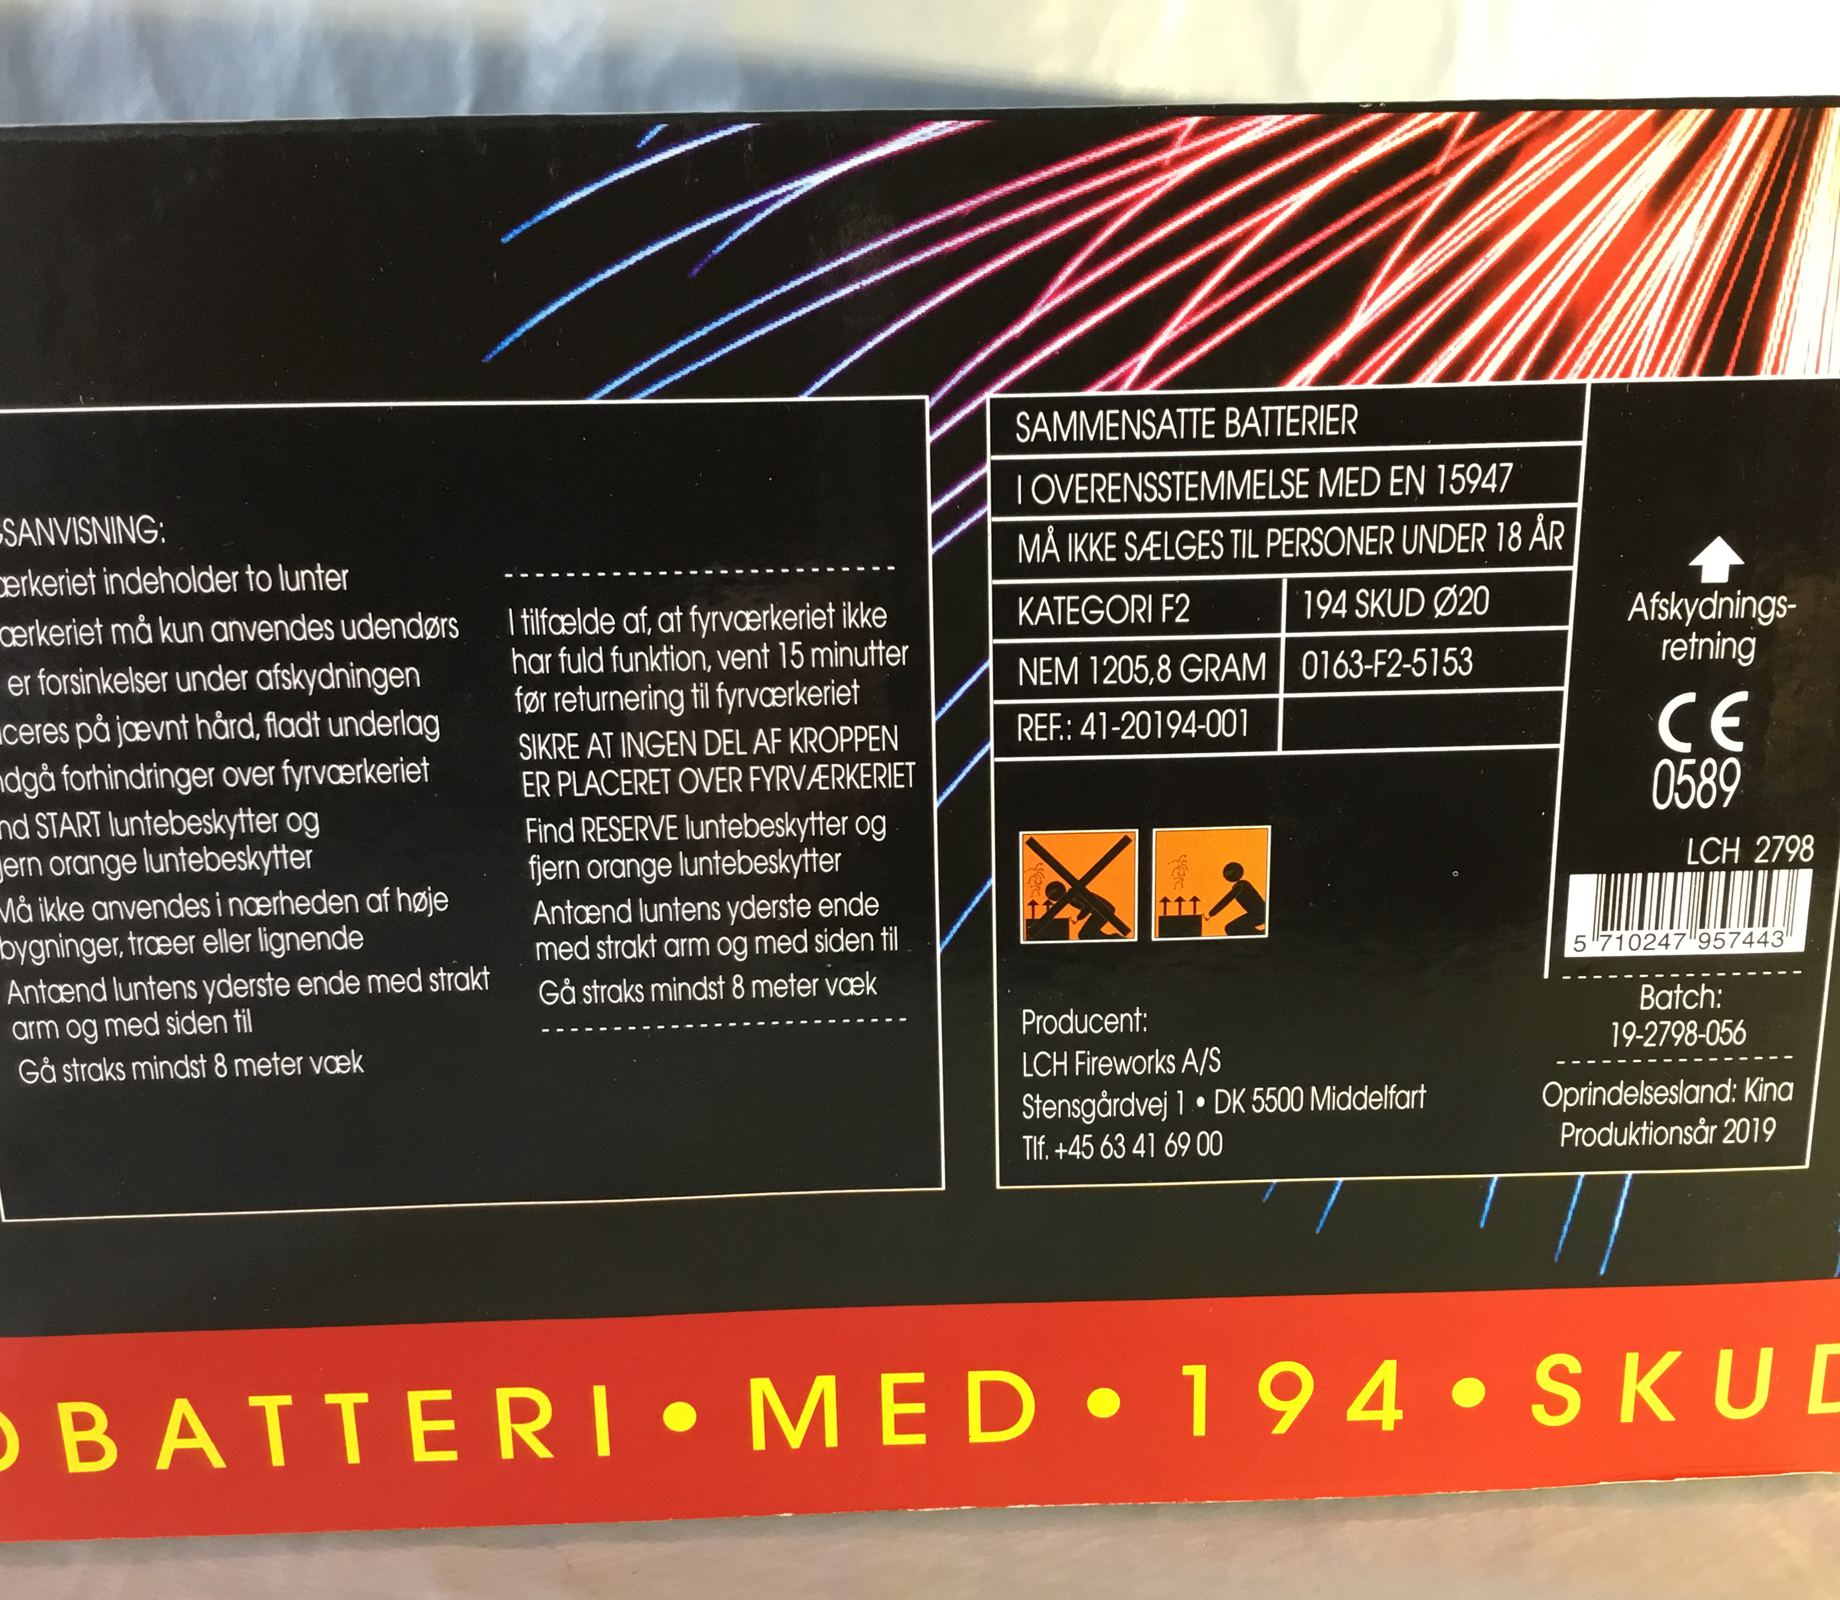 SANVISNING:
ærkeriet indeholder to lunter
ærkeriet må kun anvendes udendørs
er forsinkelser under afskydningen
ceres på jævnt hård, fladt underlag
dgå forhindringer over fyrværkeriet
nd START luntebeskytter og
jern orange luntebeskytter
Må ikke anvendes i nærheden af høje
bygninger, træer eller lignende
Antænd luntens yderste ende med strakt
arm og med siden til
Gå straks mindst 8 meter væk
I tilfælde af, at fyrværkeriet ikke
har fuld funktion, vent 15 minutter
før returnering til fyrværkeriet
SIKRE AT INGEN DEL AF KROPPEN
ER PLACERET OVER FYRVÆRKERIET
Find RESERVE luntebeskytter og
fjern orange luntebeskytter
Antænd luntens yderste ende
med strakt arm og med siden til
Gå straks mindst 8 meter væk
SAMMENSATTE BATTERIER
I OVERENSSTEMMELSE MED EN 15947
MÅ IKKE SÆLGES TIL PERSONER UNDER 18 ÅR
KATEGORI F2
194 SKUD Ø20
NEM 1205,8 GRAM
0163-F2-5153
REF.: 41-20194-001
Producent:
LCH Fireworks A/S
Stensgårdvej 1 • DK 5500 Middelfart
Tlf. +45 63 41 69 00
Afskydnings-
retning
CE
0589
LCH 2798
5 710247 957443
Batch:
19-2798-056
Oprindelsesland: Kina
Produktionsår 2019
OBATTERI • MED • 194 • SKUD